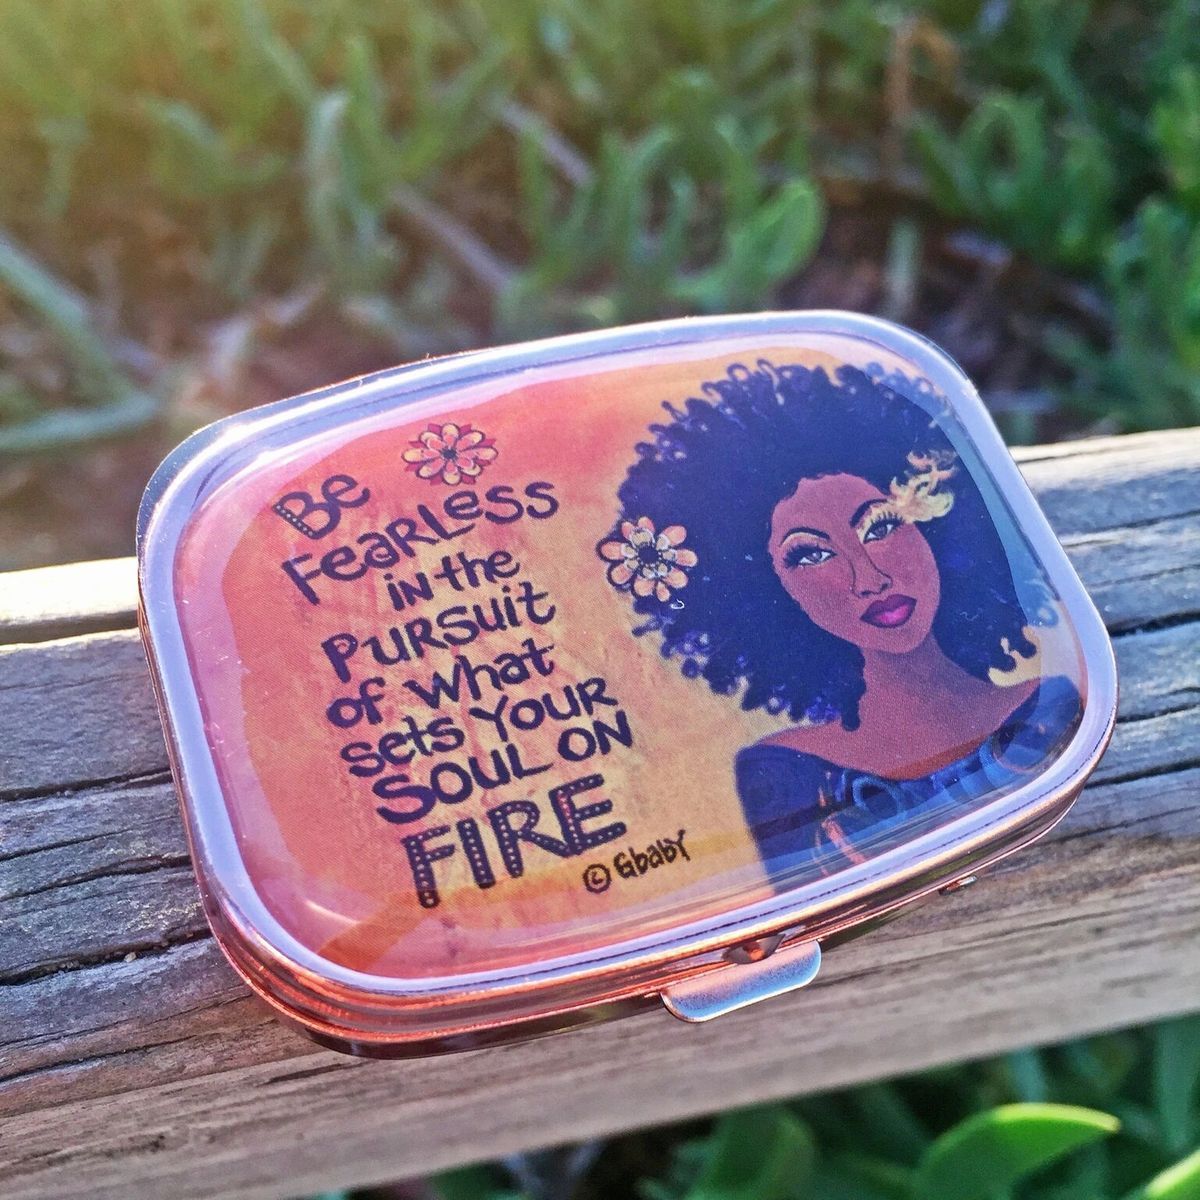 Be
FeaRLess
in the
PURSuit
of what
sets YOUR
SOUL ON
FIRE
© GbabY